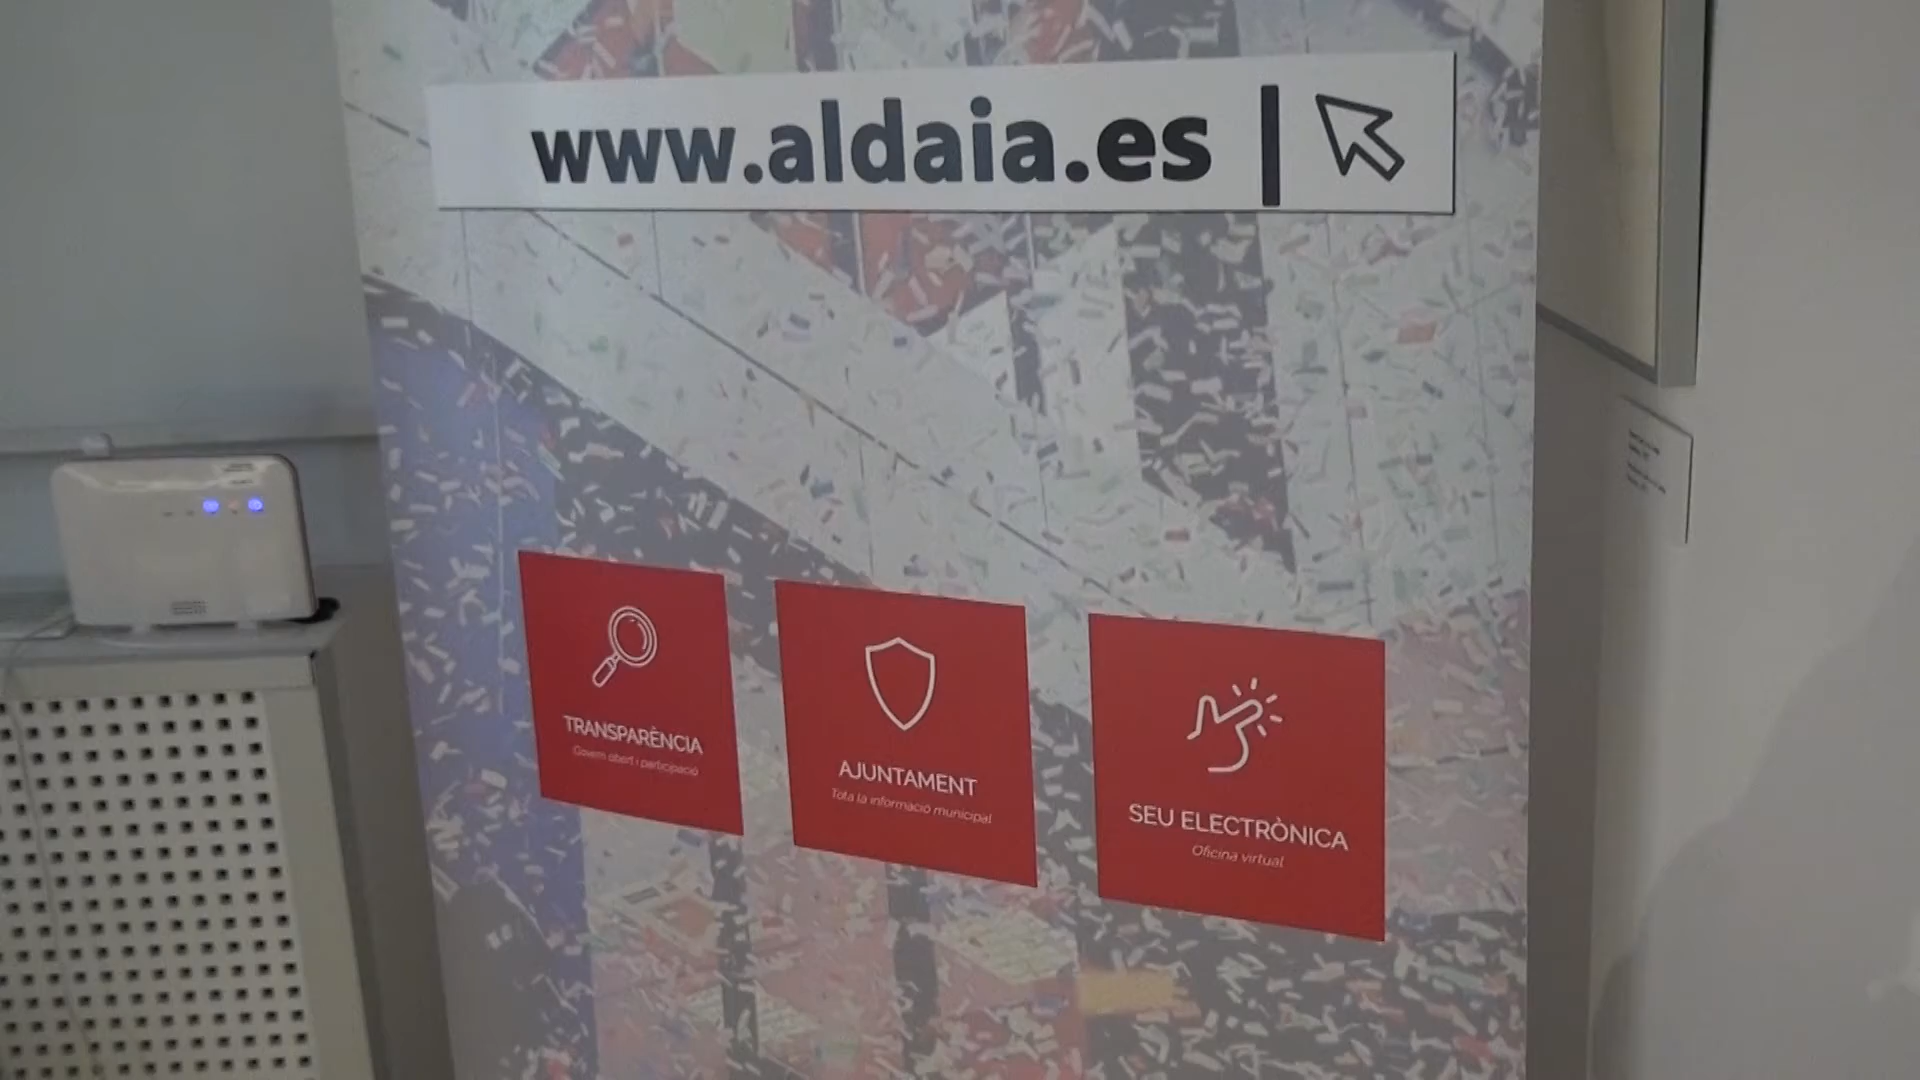 www.aldaia.es |
TRANSPARÈNCIA
Govern obert i participació
AJUNTAMENT
Tota la informació municipal
SEU ELECTRÒNICA
Oficina virtual